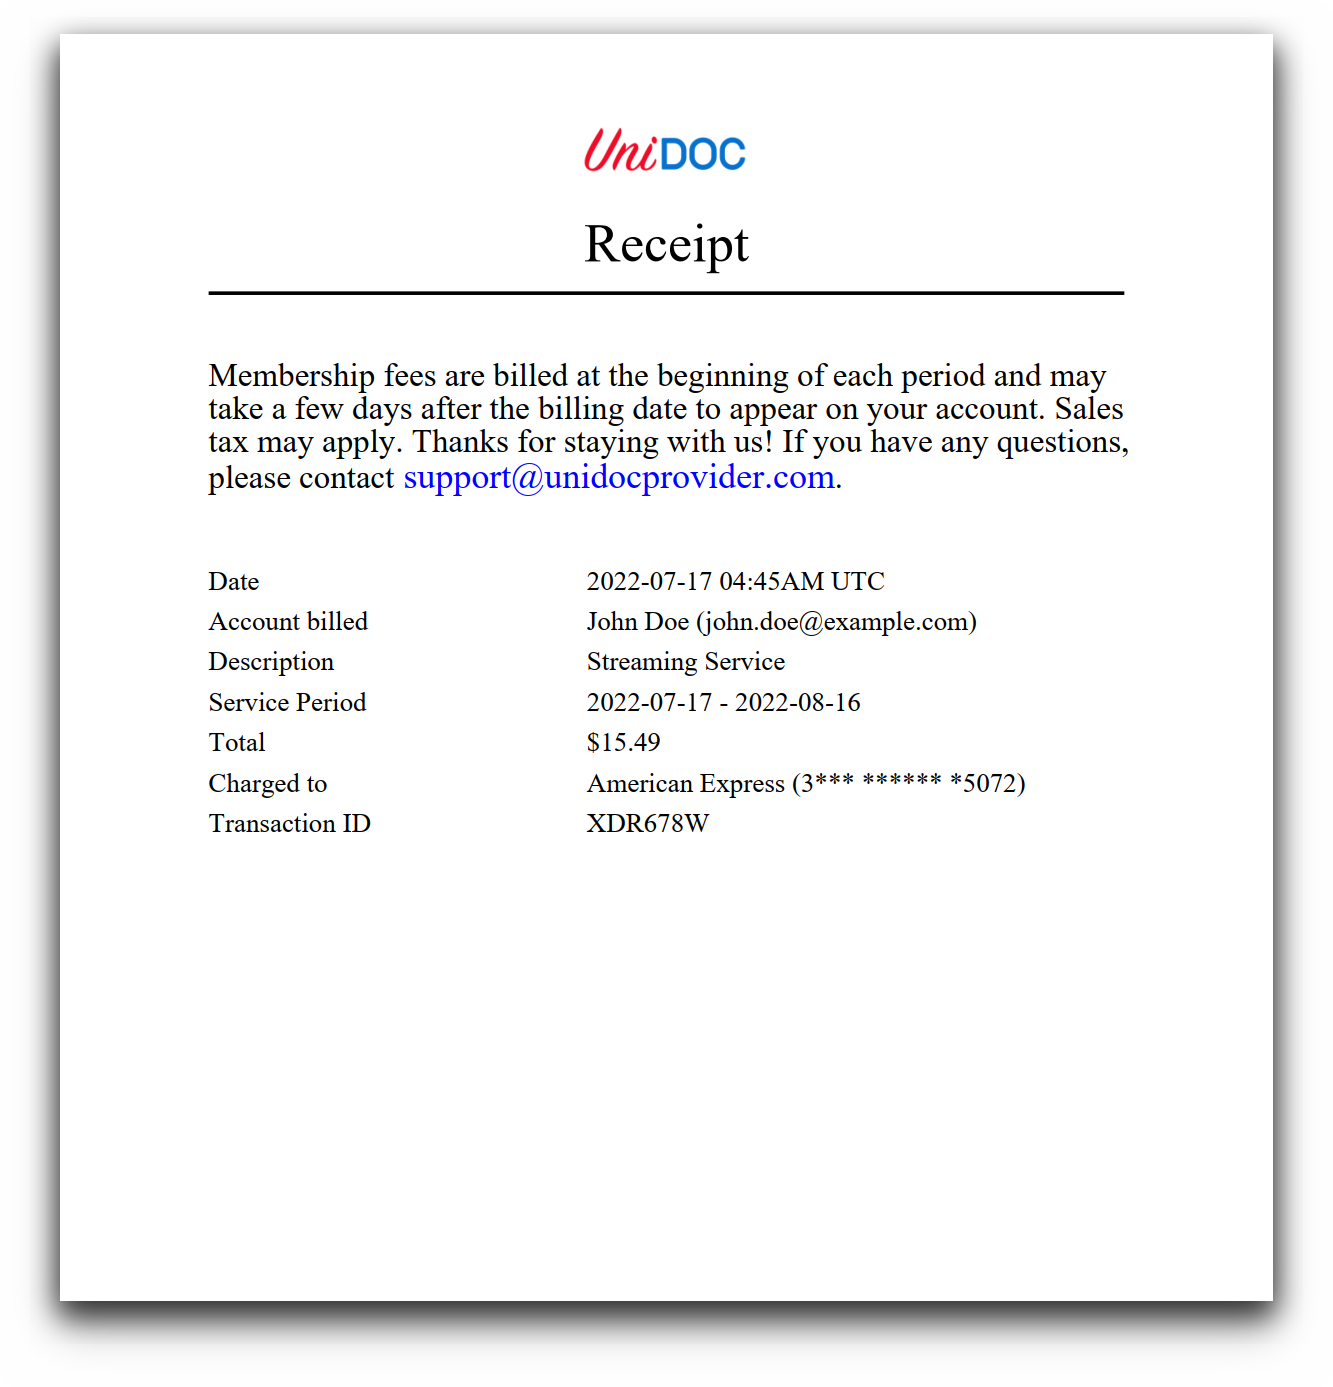 UniDOC
Receipt
Membership fees are billed at the beginning of each period and may
take a few days after the billing date to appear on your account. Sales
tax may apply. Thanks for staying with us! If you have any questions,
please contact support@unidocprovider.com.
Date 2022-07-17 04:45AM UTC
Account billed John Doe (john.doe@example.com)
Description Streaming Service
Service Period 2022-07-17 - 2022-08-16
Total $15.49
Charged to American Express (3*** ****** *5072)
Transaction ID XDR678W